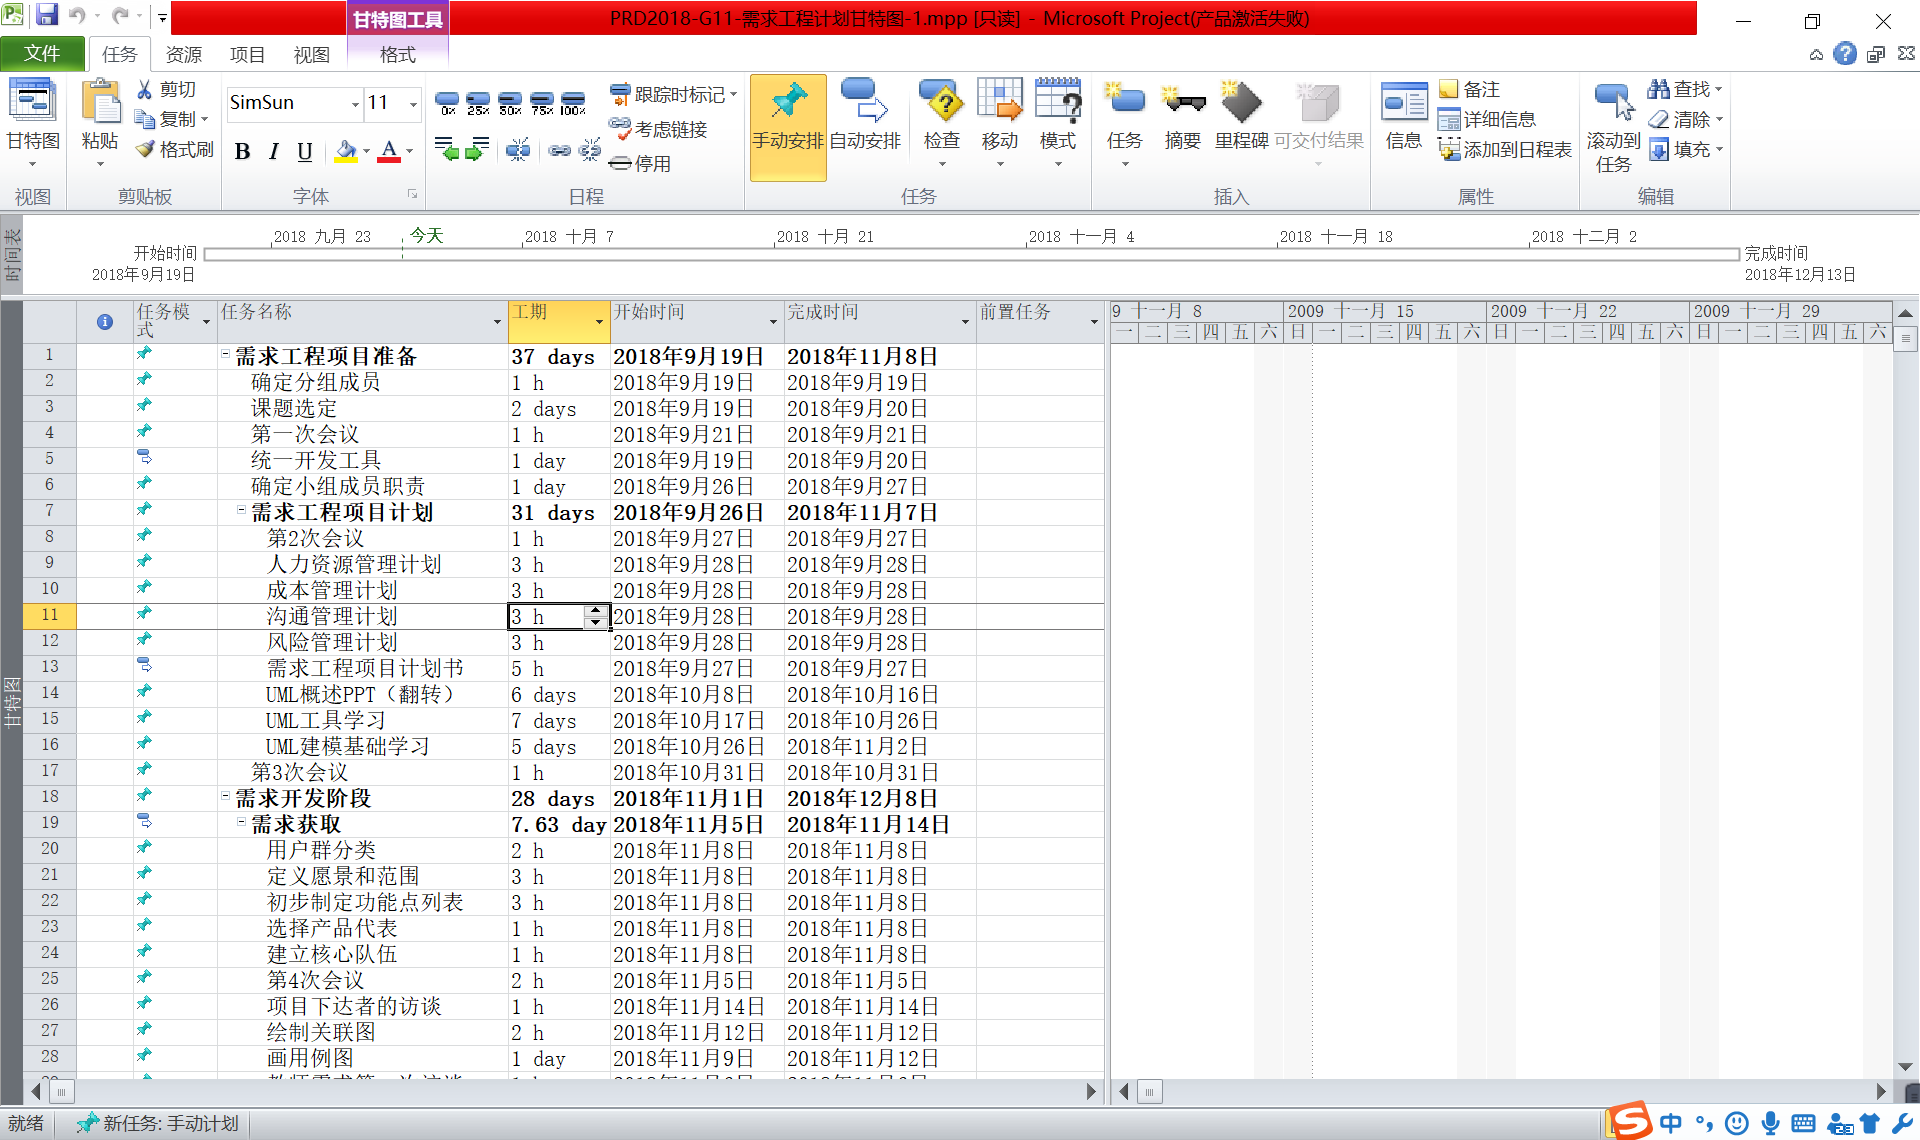 PRD2018-G11-需求工程计划甘特图-1.mpp [只读] - Microsoft Project(产品激活失败)
甘特图工具
文件 任务 资源 项目 视图 格式
甘特图 粘贴 剪切 复制 格式刷
SimSun 11
B I U A
0% 25% 50% 75% 100%
跟踪时标记 考虑链接 停用
手动安排 自动安排 检查 移动 模式
任务 摘要 里程碑 可交付结果
信息 备注 详细信息 添加到日程表
滚动到任务 查找 清除 填充
视图 剪贴板 字体 日程 任务 插入 属性 编辑
时间表
2018 九月 23 今天 2018 十月 7 2018 十月 21 2018 十一月 4 2018 十一月 18 2018 十二月 2
开始时间 完成时间
2018年9月19日 2018年12月13日
甘特图
任务模式 任务名称 工期 开始时间 完成时间 前置任务
9 十一月 8 2009 十一月 15 2009 十一月 22 2009 十一月 29
一 二 三 四 五 六 日 一 二 三 四 五 六 日 一 二 三 四 五 六 日 一 二 三 四 五 六
1 需求工程项目准备 37 days 2018年9月19日 2018年11月8日
2 确定分组成员 1 h 2018年9月19日 2018年9月19日
3 课题选定 2 days 2018年9月19日 2018年9月20日
4 第一次会议 1 h 2018年9月21日 2018年9月21日
5 统一开发工具 1 day 2018年9月19日 2018年9月20日
6 确定小组成员职责 1 day 2018年9月26日 2018年9月27日
7 需求工程项目计划 31 days 2018年9月26日 2018年11月7日
8 第2次会议 1 h 2018年9月27日 2018年9月27日
9 人力资源管理计划 3 h 2018年9月28日 2018年9月28日
10 成本管理计划 3 h 2018年9月28日 2018年9月28日
11 沟通管理计划 3 h 2018年9月28日 2018年9月28日
12 风险管理计划 3 h 2018年9月28日 2018年9月28日
13 需求工程项目计划书 5 h 2018年9月27日 2018年9月27日
14 UML概述PPT（翻转） 6 days 2018年10月8日 2018年10月16日
15 UML工具学习 7 days 2018年10月17日 2018年10月26日
16 UML建模基础学习 5 days 2018年10月26日 2018年11月2日
17 第3次会议 1 h 2018年10月31日 2018年10月31日
18 需求开发阶段 28 days 2018年11月1日 2018年12月8日
19 需求获取 7.63 day 2018年11月5日 2018年11月14日
20 用户群分类 2 h 2018年11月8日 2018年11月8日
21 定义愿景和范围 3 h 2018年11月8日 2018年11月8日
22 初步制定功能点列表 3 h 2018年11月8日 2018年11月8日
23 选择产品代表 1 h 2018年11月8日 2018年11月8日
24 建立核心队伍 1 h 2018年11月8日 2018年11月8日
25 第4次会议 2 h 2018年11月5日 2018年11月5日
26 项目下达者的访谈 1 h 2018年11月14日 2018年11月14日
27 绘制关联图 2 h 2018年11月12日 2018年11月12日
28 画用例图 1 day 2018年11月9日 2018年11月12日
就绪 新任务: 手动计划
中